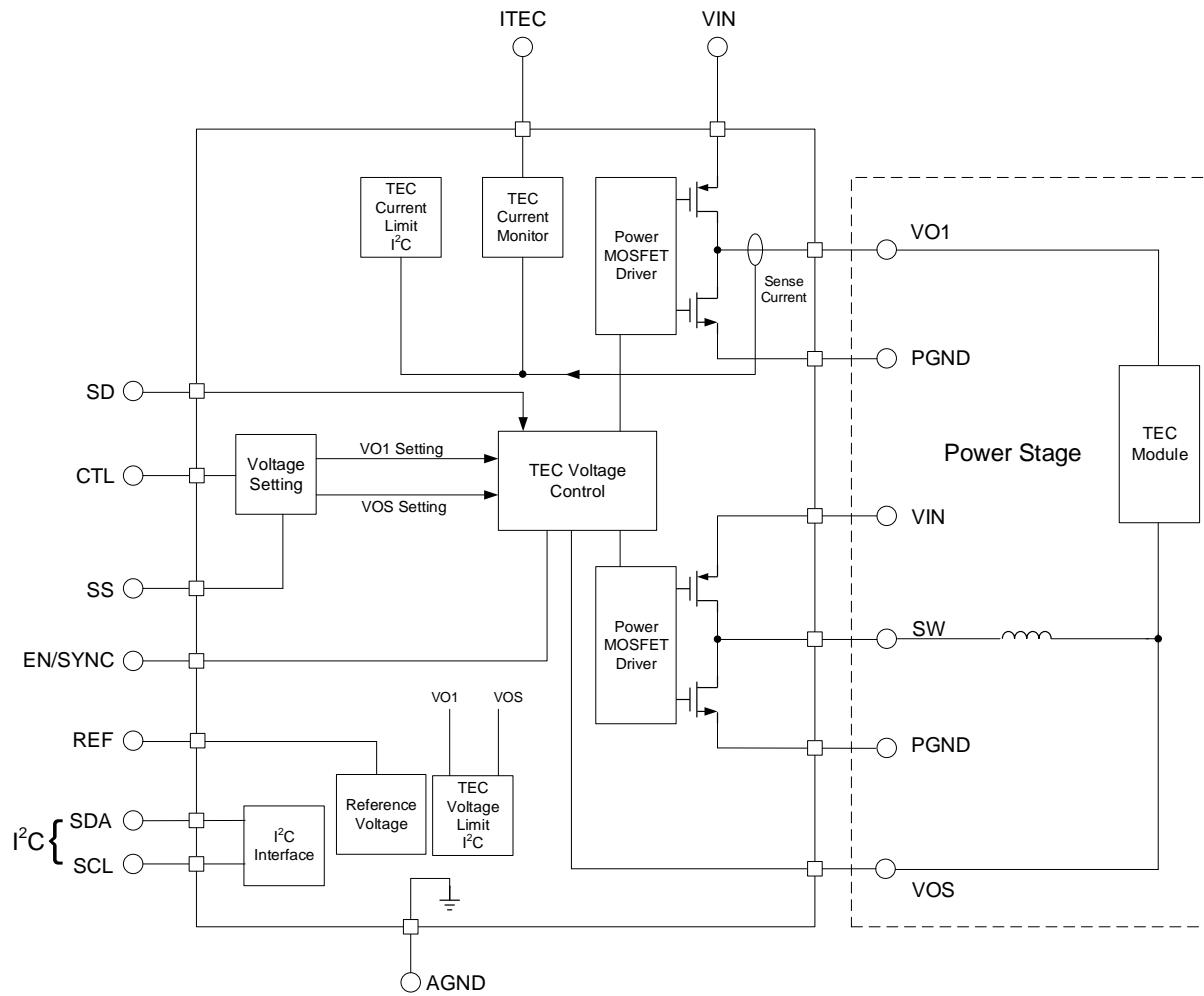 ITEC
VIN
TEC
Current
Limit
I²C
TEC
Current
Monitor
Power
MOSFET
Driver
Sense
Current
VO1
PGND
SD
CTL
Voltage
Setting
VO1 Setting
VOS Setting
TEC Voltage
Control
Power Stage
TEC
Module
VIN
SS
Power
MOSFET
Driver
SW
EN/SYNC
VO1
VOS
REF
PGND
Reference
Voltage
TEC
Voltage
Limit
I²C
I²C {
SDA
SCL
I²C
Interface
VOS
AGND